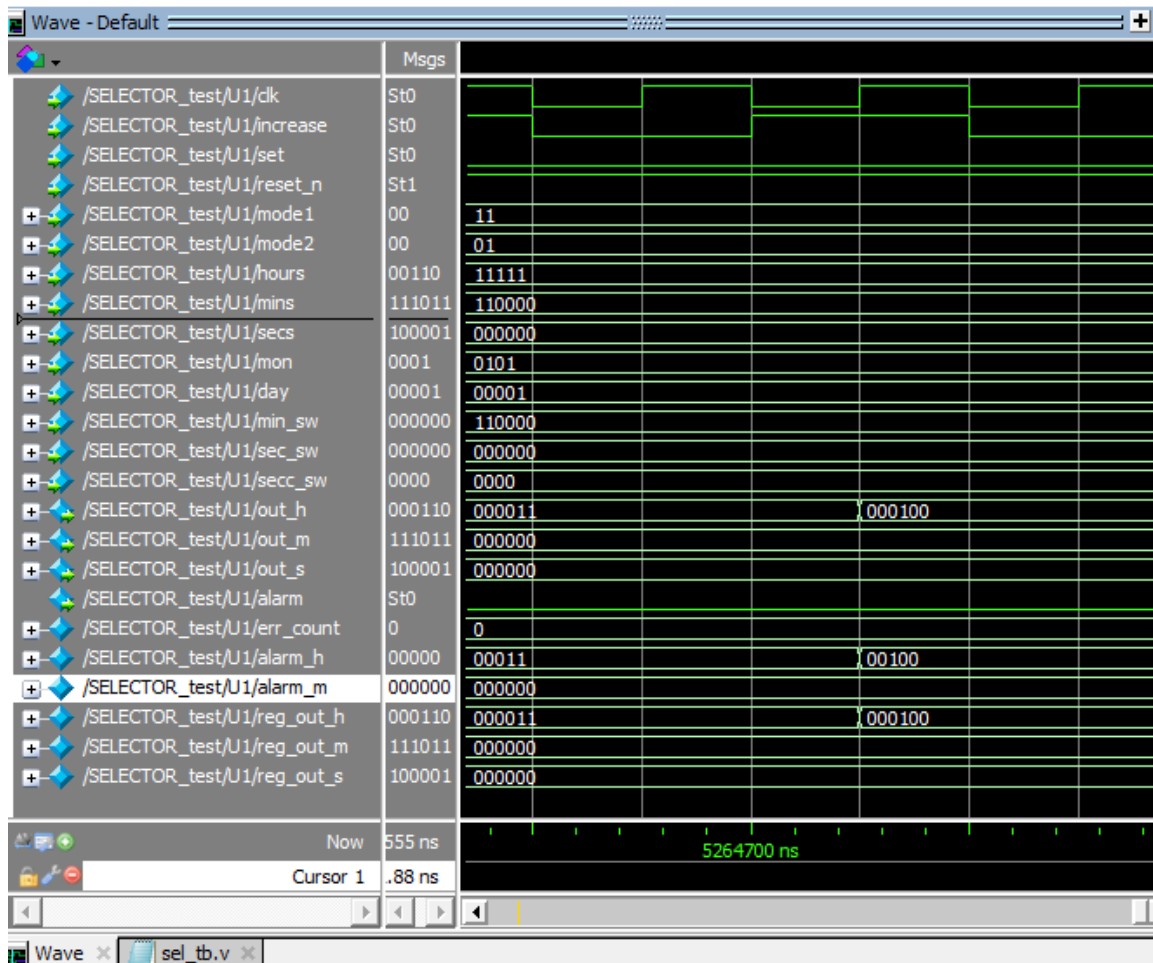 Wave - Default
Msgs
/SELECTOR_test/U1/clk St0
/SELECTOR_test/U1/increase St0
/SELECTOR_test/U1/set St0
/SELECTOR_test/U1/reset_n St1
/SELECTOR_test/U1/mode1 00 11
/SELECTOR_test/U1/mode2 00 01
/SELECTOR_test/U1/hours 00110 11111
/SELECTOR_test/U1/mins 111011 110000
/SELECTOR_test/U1/secs 100001 000000
/SELECTOR_test/U1/mon 0001 0101
/SELECTOR_test/U1/day 00001 00001
/SELECTOR_test/U1/min_sw 000000 110000
/SELECTOR_test/U1/sec_sw 000000 000000
/SELECTOR_test/U1/secc_sw 0000 0000
/SELECTOR_test/U1/out_h 000110 000011 000100
/SELECTOR_test/U1/out_m 111011 000000
/SELECTOR_test/U1/out_s 100001 000000
/SELECTOR_test/U1/alarm St0
/SELECTOR_test/U1/err_count 0 0
/SELECTOR_test/U1/alarm_h 00000 00011 00100
/SELECTOR_test/U1/alarm_m 000000 000000
/SELECTOR_test/U1/reg_out_h 000110 000011 000100
/SELECTOR_test/U1/reg_out_m 111011 000000
/SELECTOR_test/U1/reg_out_s 100001 000000
Now 555 ns
5264700 ns
Cursor 1 .88 ns
Wave sel_tb.v